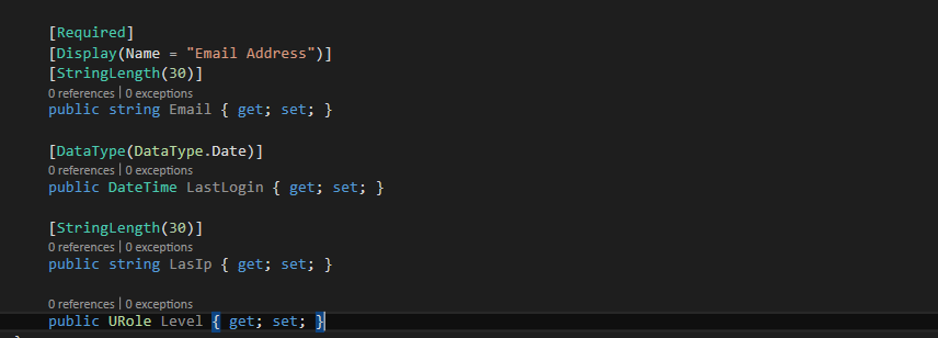 [Required]
[Display(Name = "Email Address")]
[StringLength(30)]
0 references | 0 exceptions
public string Email { get; set; }
[DataType(DataType.Date)]
0 references | 0 exceptions
public DateTime LastLogin { get; set; }
[StringLength(30)]
0 references | 0 exceptions
public string LasIp { get; set; }
0 references | 0 exceptions
public URole Level { get; set; }